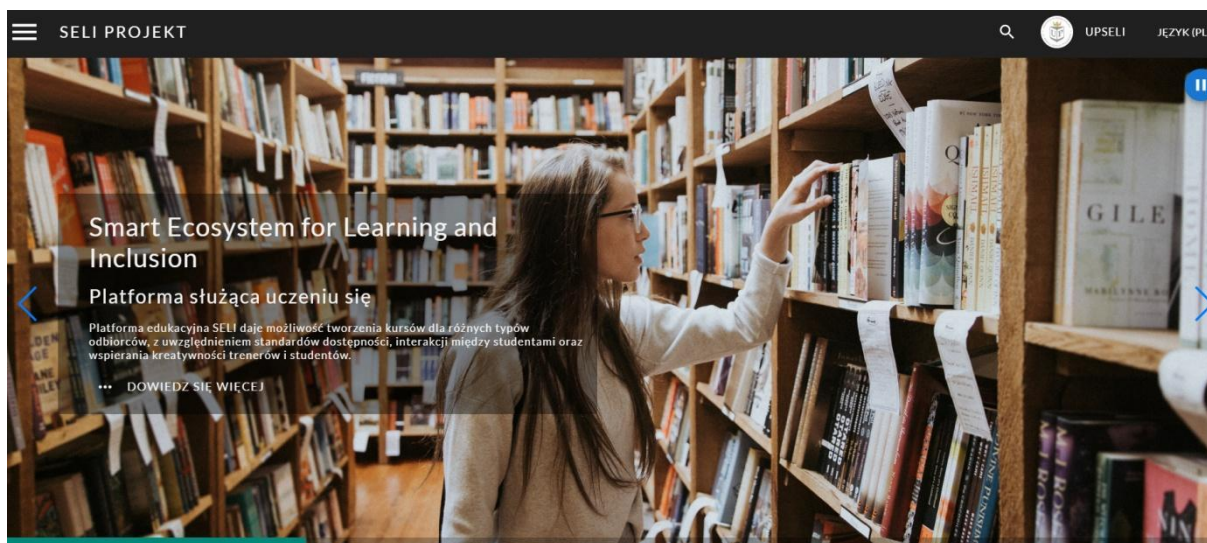 SELI PROJEKT
UPSELI
JĘZYK (PL
FICTION
Smart Ecosystem for Learning and
Inclusion
Platforma służąca uczeniu się
Platforma edukacyjna SELI daje możliwość tworzenia kursów dla różnych typów
odbiorców, z uwzględnieniem standardów dostępności, interakcji między studentami oraz
wspierania kreatywności trenerów i studentów.
DOWIEDZ SIĘ WIĘCEJ
GILE